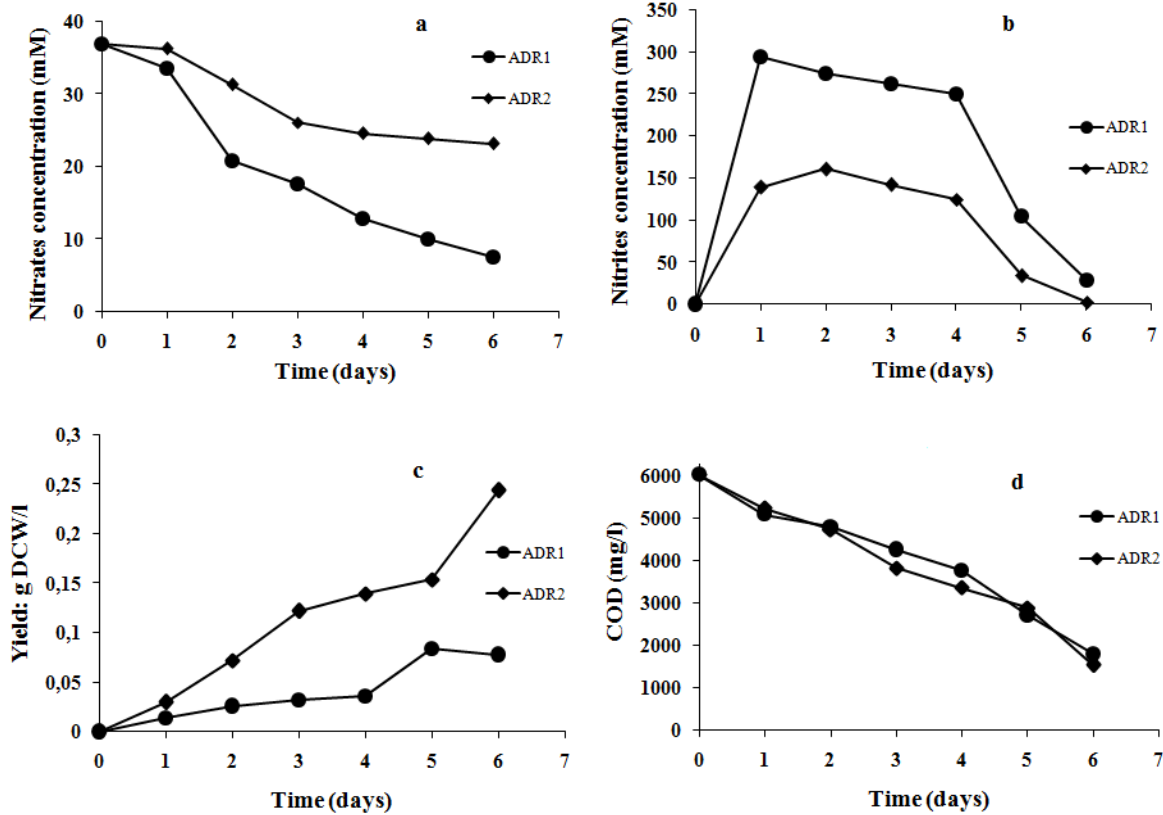 a
Nitrates concentration (mM)
40
30
20
10
0
0 1 2 3 4 5 6 7
Time (days)
ADR1
ADR2
b
Nitrites concentration (mM)
350
300
250
200
150
100
50
0
0 1 2 3 4 5 6 7
Time (days)
ADR1
ADR2
c
Yield: g DCW/l
0,3
0,25
0,2
0,15
0,1
0,05
0
0 1 2 3 4 5 6 7
Time (days)
ADR1
ADR2
d
COD (mg/l)
6000
5000
4000
3000
2000
1000
0
0 1 2 3 4 5 6 7
Time (days)
ADR1
ADR2